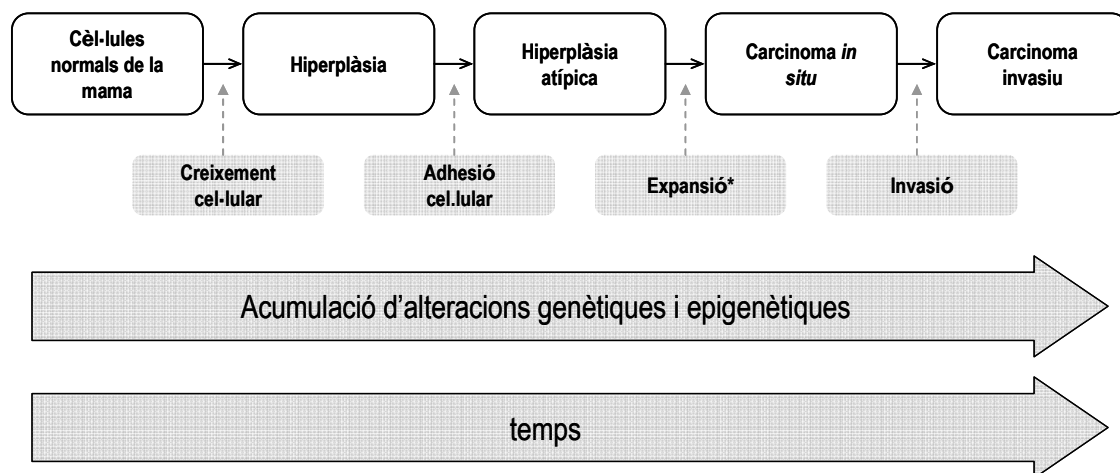 Cèl·lules
normals de la
mama
Hiperplàsia
Hiperplàsia
atípica
Carcinoma in
situ
Carcinoma
invasiu
Creixement
cel·lular
Adhesió
cel.lular
Expansió*
Invasió
Acumulació d’alteracions genètiques i epigenètiques
temps